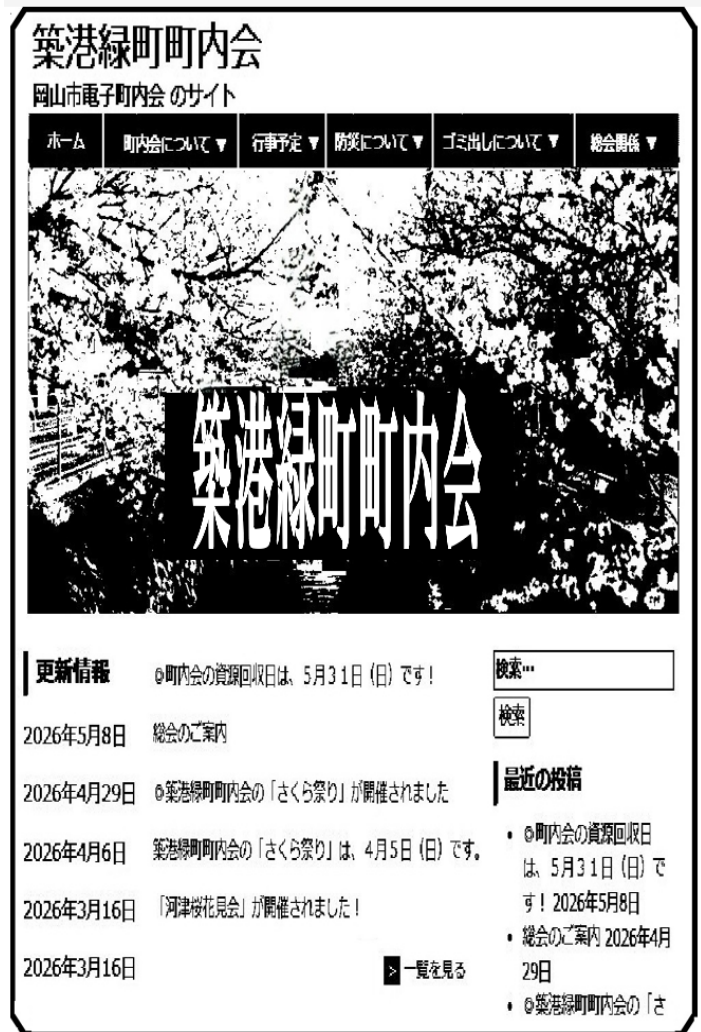 築港緑町町内会
岡山市電子町内会 のサイト
ホーム 町内会について ▼ 行事予定 ▼ 防災について ▼ ゴミ出しについて ▼ 総会関係 ▼
築港緑町町内会
更新情報
◎町内会の資源回収日は、5月31日（日）です！
2026年5月8日
総会のご案内
2026年4月29日
◎築港緑町町内会の「さくら祭り」が開催されました
2026年4月6日
築港緑町町内会の「さくら祭り」は、4月5日（日）です。
2026年3月16日
「河津桜花見会」が開催されました！
2026年3月16日
> 一覧を見る
検索…
検索
最近の投稿
• ◎町内会の資源回収日
は、5月31日（日）で
す！ 2026年5月8日
• 総会のご案内 2026年4月
29日
• ◎築港緑町町内会の「さ